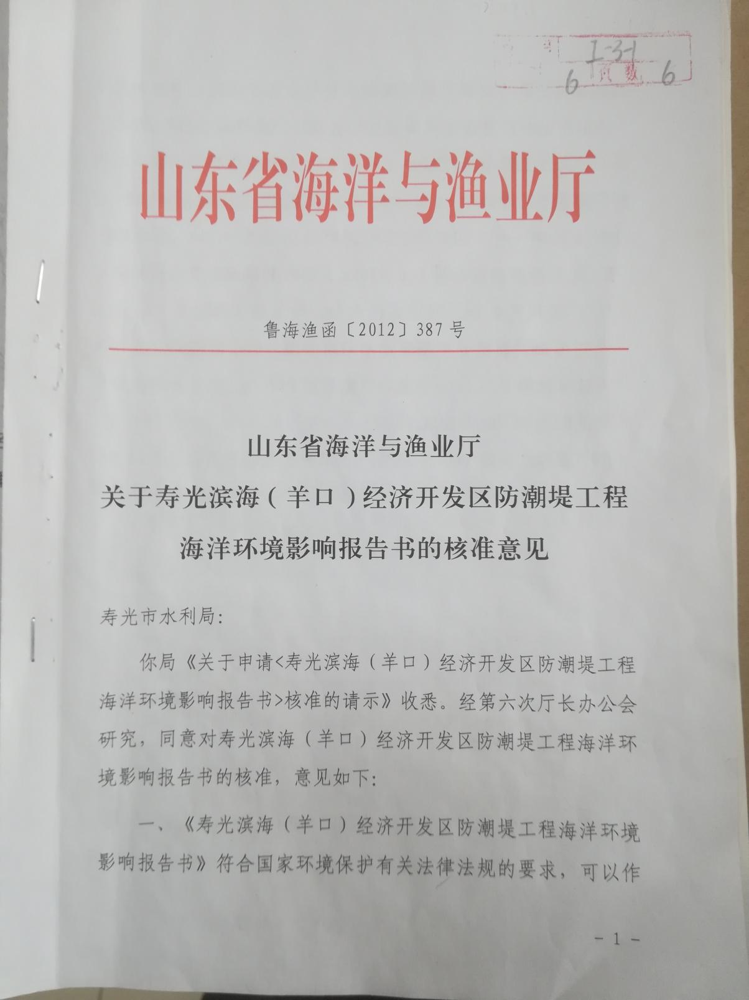 I-3-1
6 页数 6
山东省海洋与渔业厅
鲁海渔函〔2012〕387号
山东省海洋与渔业厅
关于寿光滨海(羊口)经济开发区防潮堤工程
海洋环境影响报告书的核准意见
寿光市水利局:
你局《关于申请<寿光滨海(羊口)经济开发区防潮堤工程
海洋环境影响报告书>核准的请示》收悉。经第六次厅长办公会
研究，同意对寿光滨海(羊口)经济开发区防潮堤工程海洋环
境影响报告书的核准，意见如下:
一、《寿光滨海(羊口)经济开发区防潮堤工程海洋环境
影响报告书》符合国家环境保护有关法律法规的要求，可以作
- 1 -